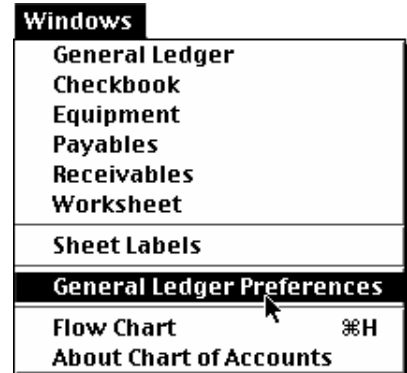 Windows
General Ledger
Checkbook
Equipment
Payables
Receivables
Worksheet
Sheet Labels
General Ledger Preferences
Flow Chart ⌘H
About Chart of Accounts